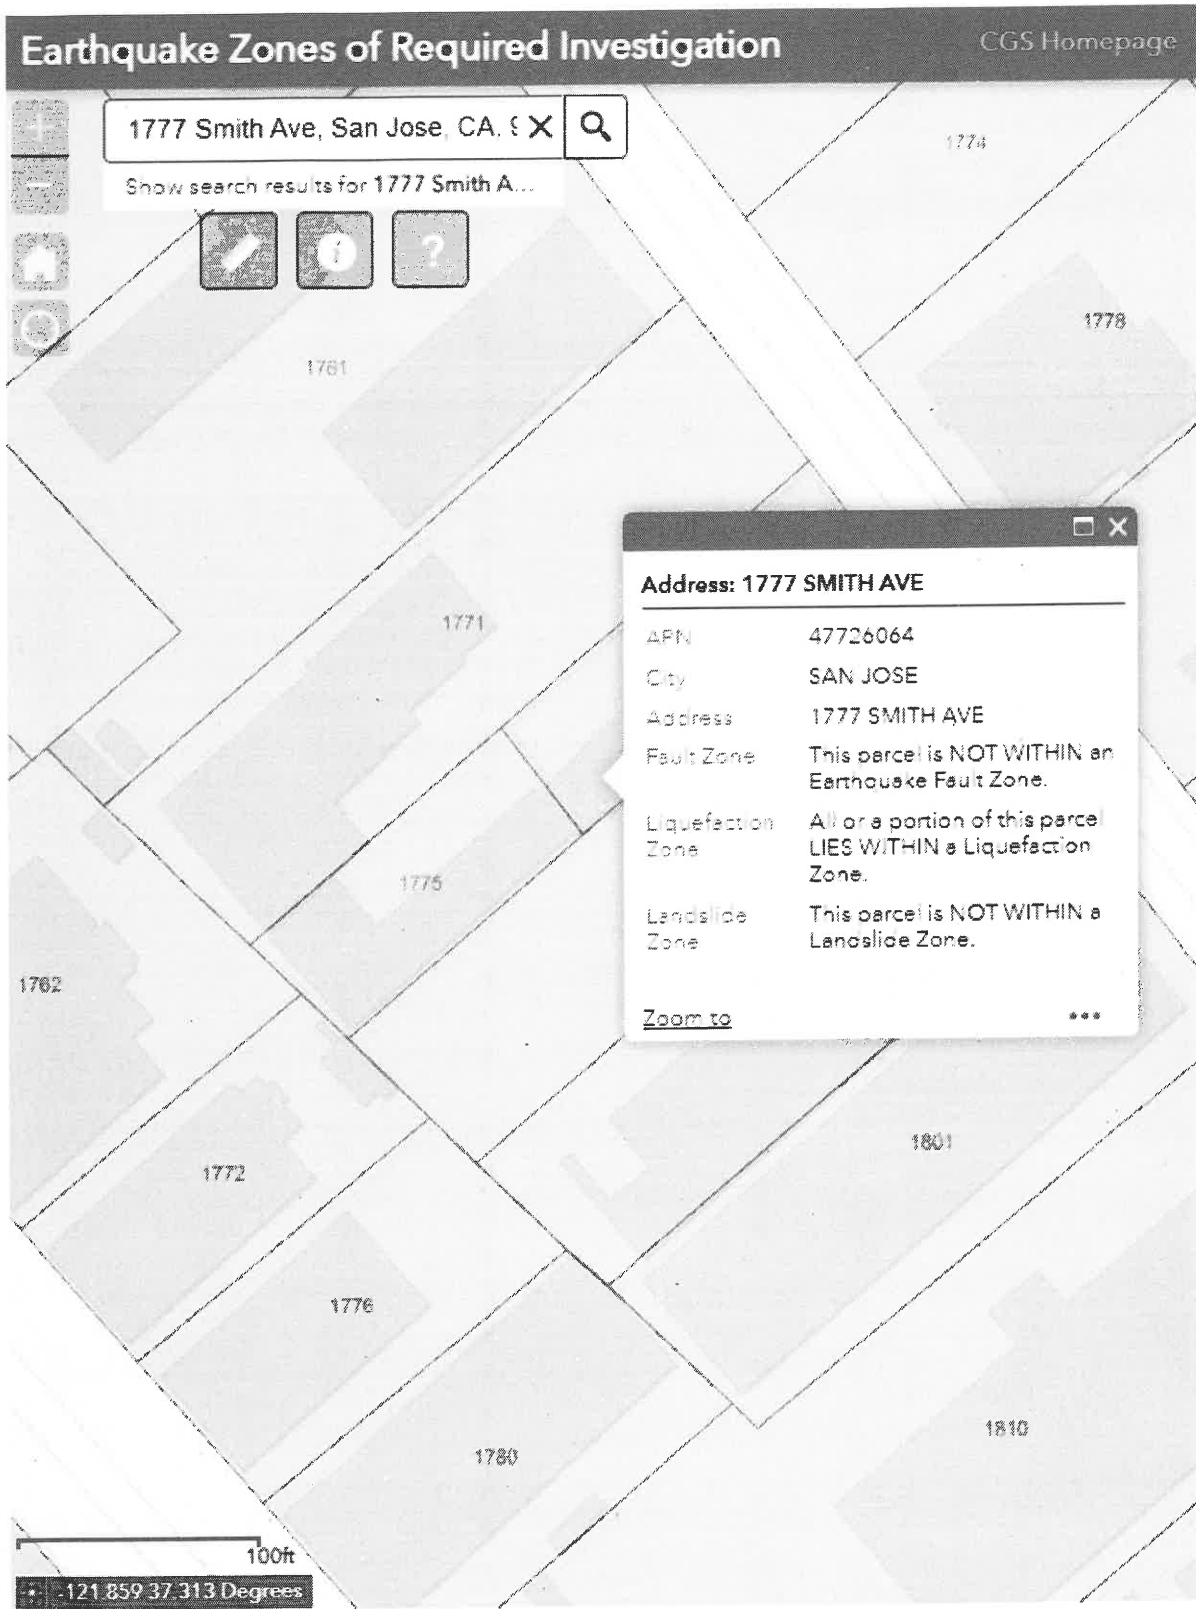 Earthquake Zones of Required Investigation
CGS Homepage
1777 Smith Ave, San Jose, CA. 9
Show search results for 1777 Smith A...
1774
1778
1761
1771
Address: 1777 SMITH AVE
APN 47726064
City SAN JOSE
Address 1777 SMITH AVE
Fault Zone This parcel is NOT WITHIN an
Earthquake Fault Zone.
Liquefaction All or a portion of this parcel
Zone LIES WITHIN a Liquefaction
Zone.
Landslide This parcel is NOT WITHIN a
Zone Landslide Zone.
Zoom to
1775
1762
1801
1772
1776
1780
1810
100ft
-121.859 37.313 Degrees